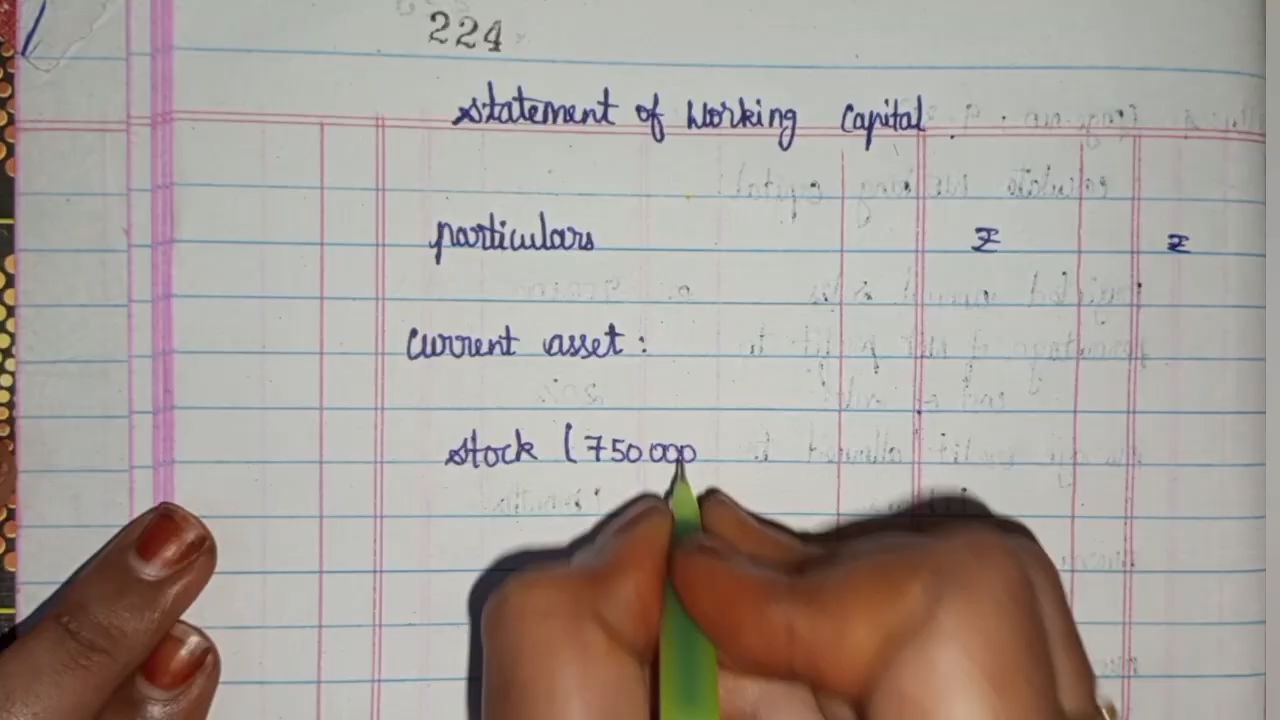 224
Statement of Working Capital
particulars ₹ ₹
Current asset :
stock (750000